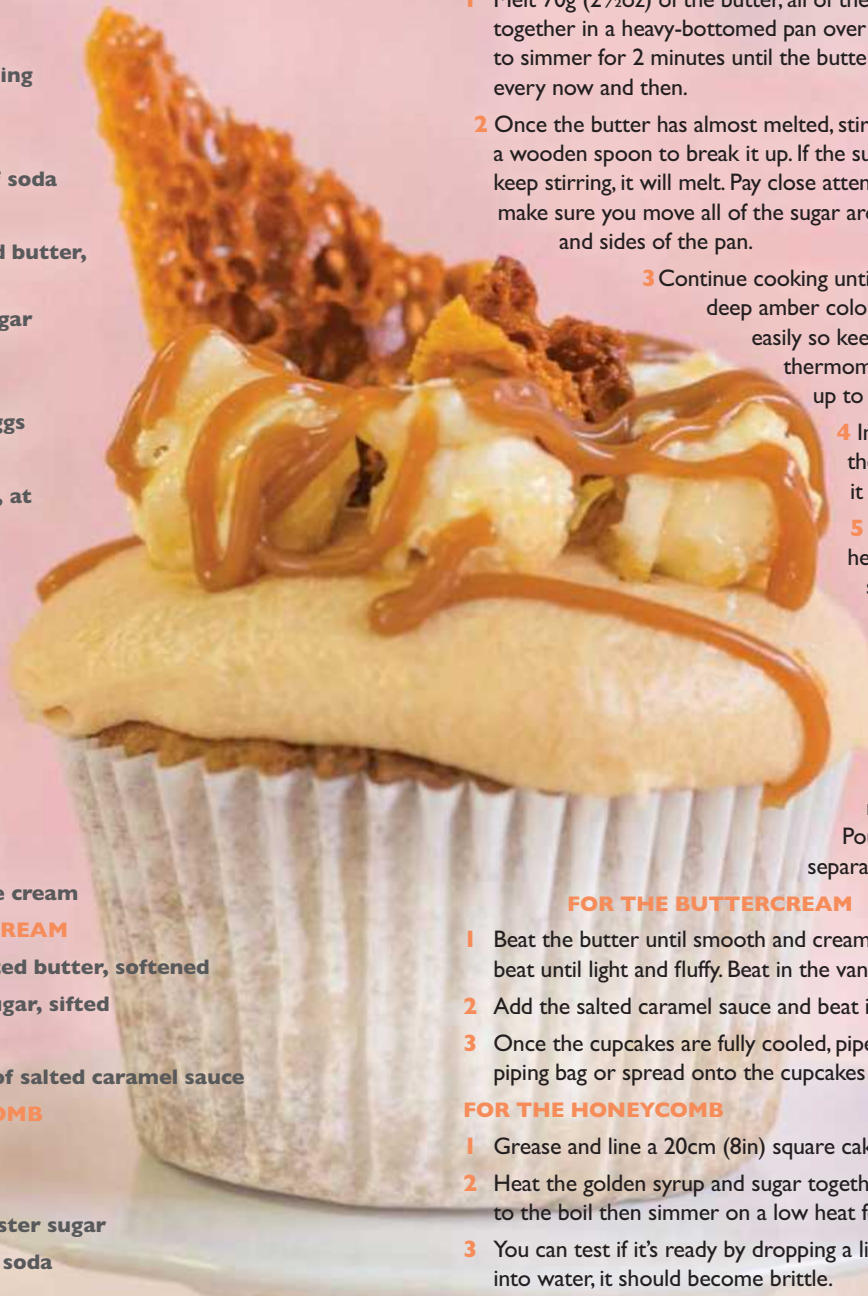 ing
soda
butter,
gar
ggs
, at
cream
REAM
ted butter, softened
gar, sifted
of salted caramel sauce
OMB
ster sugar
soda
1 Melt 70g (2½oz) of the butter, all of the
together in a heavy-bottomed pan over
to simmer for 2 minutes until the butte
every now and then.
2 Once the butter has almost melted, stir
a wooden spoon to break it up. If the su
keep stirring, it will melt. Pay close atten
make sure you move all of the sugar ar
and sides of the pan.
3 Continue cooking unti
deep amber colo
easily so kee
thermom
up to
4 In
the
it
5
he
s
Po
separa
FOR THE BUTTERCREAM
1 Beat the butter until smooth and cream
beat until light and fluffy. Beat in the van
2 Add the salted caramel sauce and beat i
3 Once the cupcakes are fully cooled, pipe
piping bag or spread onto the cupcakes
FOR THE HONEYCOMB
1 Grease and line a 20cm (8in) square cak
2 Heat the golden syrup and sugar togeth
to the boil then simmer on a low heat f
3 You can test if it's ready by dropping a li
into water, it should become brittle.